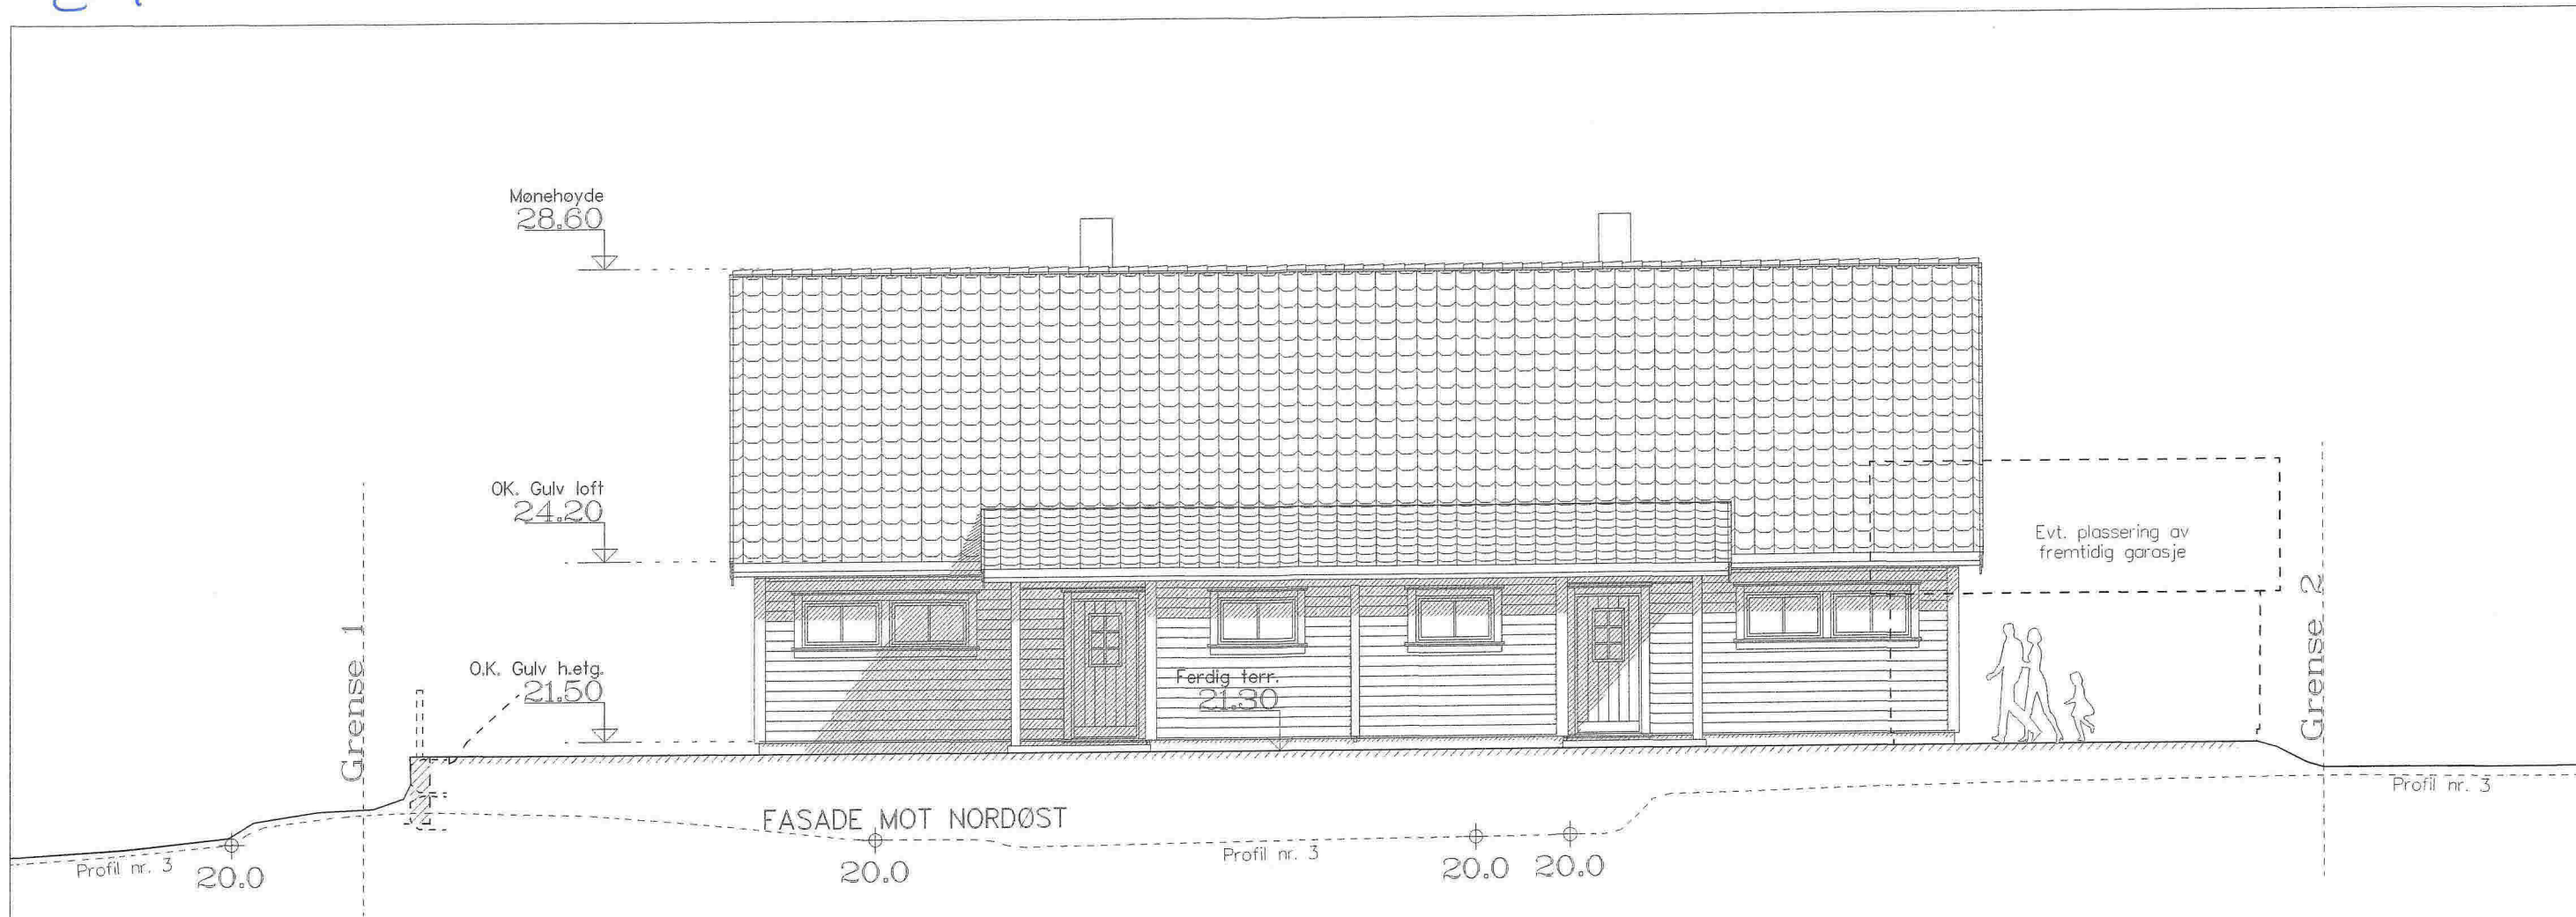 Mønehøyde
28.60
OK. Gulv loft
24.20
O.K. Gulv h.etg.
21.50
Grense 1
Ferdig terr.
21.30
Evt. plassering av
fremtidig garasje
Grense 2
FASADE MOT NORDØST
Profil nr. 3
20.0
20.0
Profil nr. 3
20.0
20.0
Profil nr. 3